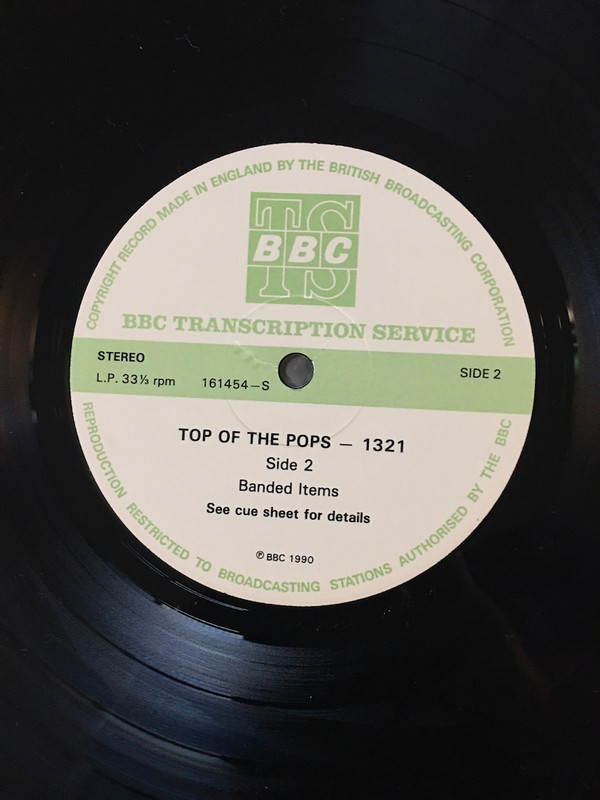 COPYRIGHT RECORD MADE IN ENGLAND BY THE BRITISH BROADCASTING CORPORATION
TS
BBC
BBC TRANSCRIPTION SERVICE
STEREO
L.P. 33⅓ rpm 161454–S
SIDE 2
TOP OF THE POPS — 1321
Side 2
Banded Items
See cue sheet for details
℗ BBC 1990
REPRODUCTION RESTRICTED TO BROADCASTING STATIONS AUTHORISED BY THE BBC